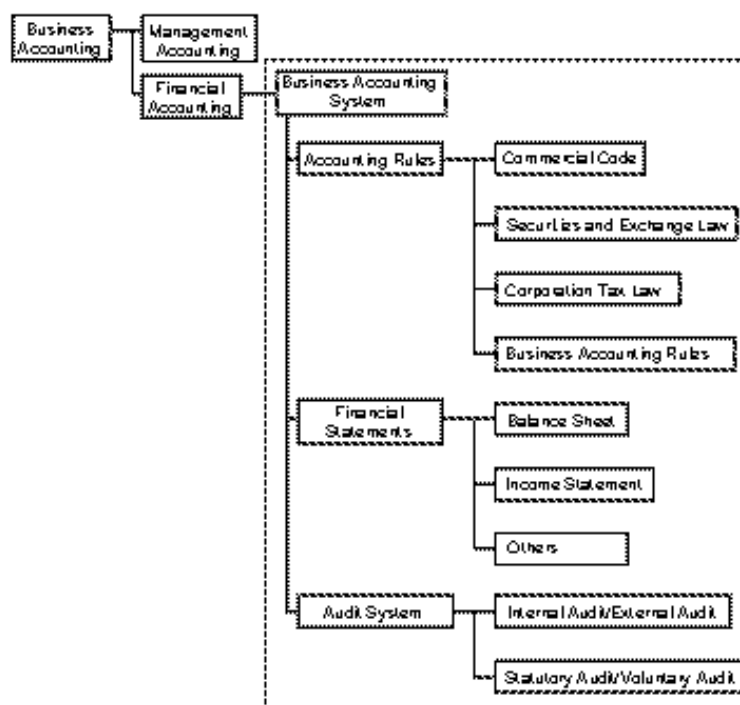 Business
Accounting
Management
Accounting
Financial
Accounting
Business Accounting
System
Accounting Rules
Commercial Code
Securities and Exchange Law
Corporation Tax Law
Business Accounting Rules
Financial
Statements
Balance Sheet
Income Statement
Others
Audit System
Internal Audit/External Audit
Statutory Audit/Voluntary Audit